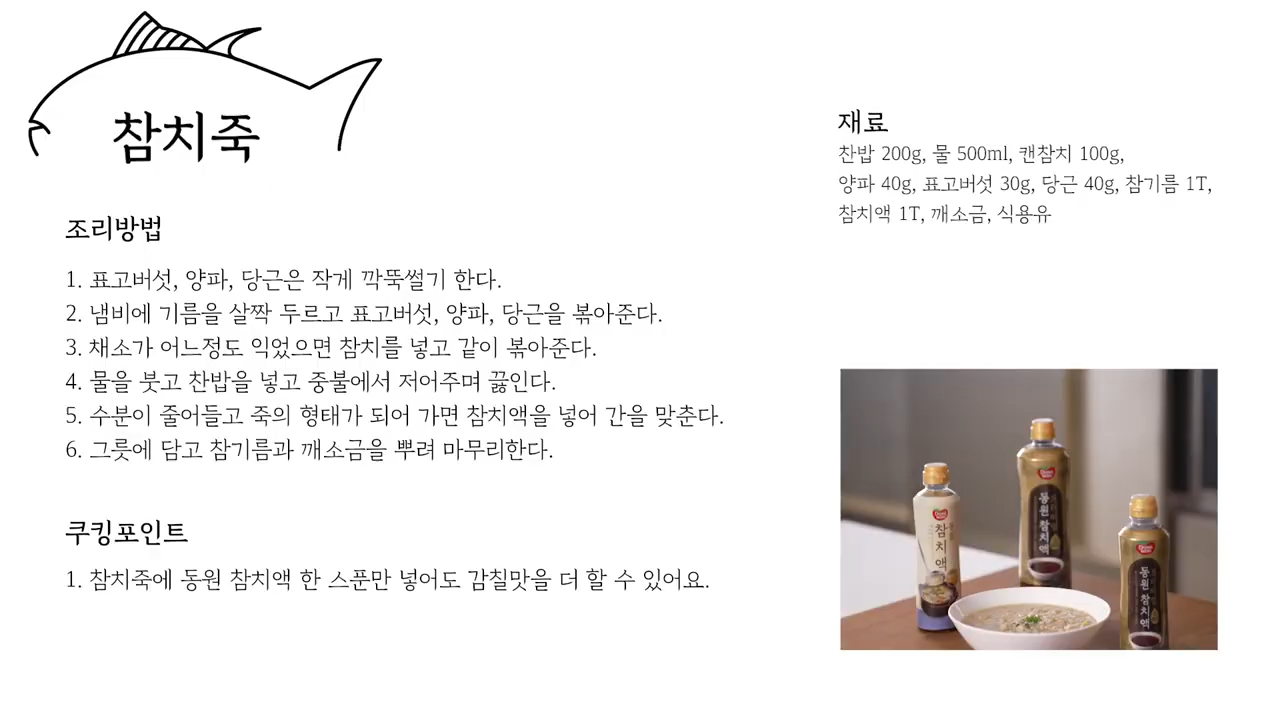 참치죽
조리방법
1. 표고버섯, 양파, 당근은 작게 깍뚝썰기 한다.
2. 냄비에 기름을 살짝 두르고 표고버섯, 양파, 당근을 볶아준다.
3. 채소가 어느정도 익었으면 참치를 넣고 같이 볶아준다.
4. 물을 붓고 찬밥을 넣고 중불에서 저어주며 끓인다.
5. 수분이 줄어들고 죽의 형태가 되어 가면 참치액을 넣어 간을 맞춘다.
6. 그릇에 담고 참기름과 깨소금을 뿌려 마무리한다.
쿠킹포인트
1. 참치죽에 동원 참치액 한 스푼만 넣어도 감칠맛을 더 할 수 있어요.
재료
찬밥 200g, 물 500ml, 캔참치 100g,
양파 40g, 표고버섯 30g, 당근 40g, 참기름 1T,
참치액 1T, 깨소금, 식용유
참치액
동원 참치액
동원 참치액